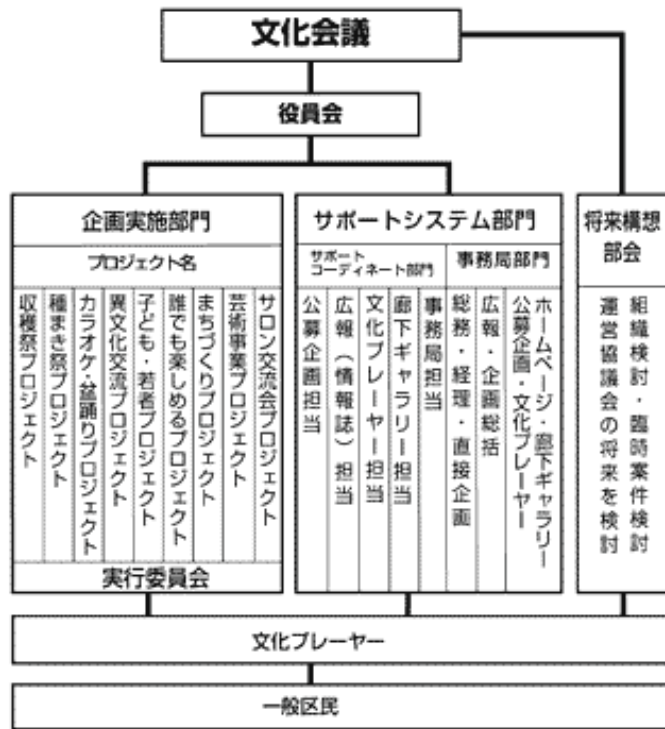 文化会議
役員会
企画実施部門
プロジェクト名
収穫祭プロジェクト
種まき祭プロジェクト
カラオケ・盆踊りプロジェクト
異文化交流プロジェクト
子ども・若者プロジェクト
誰でも楽しめるプロジェクト
まちづくりプロジェクト
芸術事業プロジェクト
サロン交流会プロジェクト
実行委員会
サポートシステム部門
サポート
コーディネート部門
公募企画担当
広報（情報誌）担当
文化プレーヤー担当
廊下ギャラリー担当
事務局担当
事務局部門
総務・経理・直接企画
広報・企画総括
ホームページ・廊下ギャラリー
公募企画・文化プレーヤー
将来構想
部会
組織検討・臨時案件検討
運営協議会の将来を検討
文化プレーヤー
一般区民